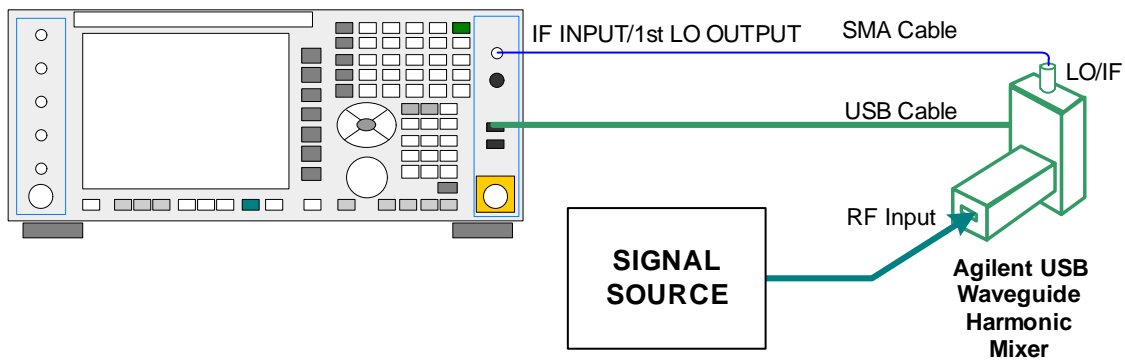 IF INPUT/1st LO OUTPUT
SMA Cable
LO/IF
USB Cable
RF Input
SIGNAL
SOURCE
Agilent USB
Waveguide
Harmonic
Mixer